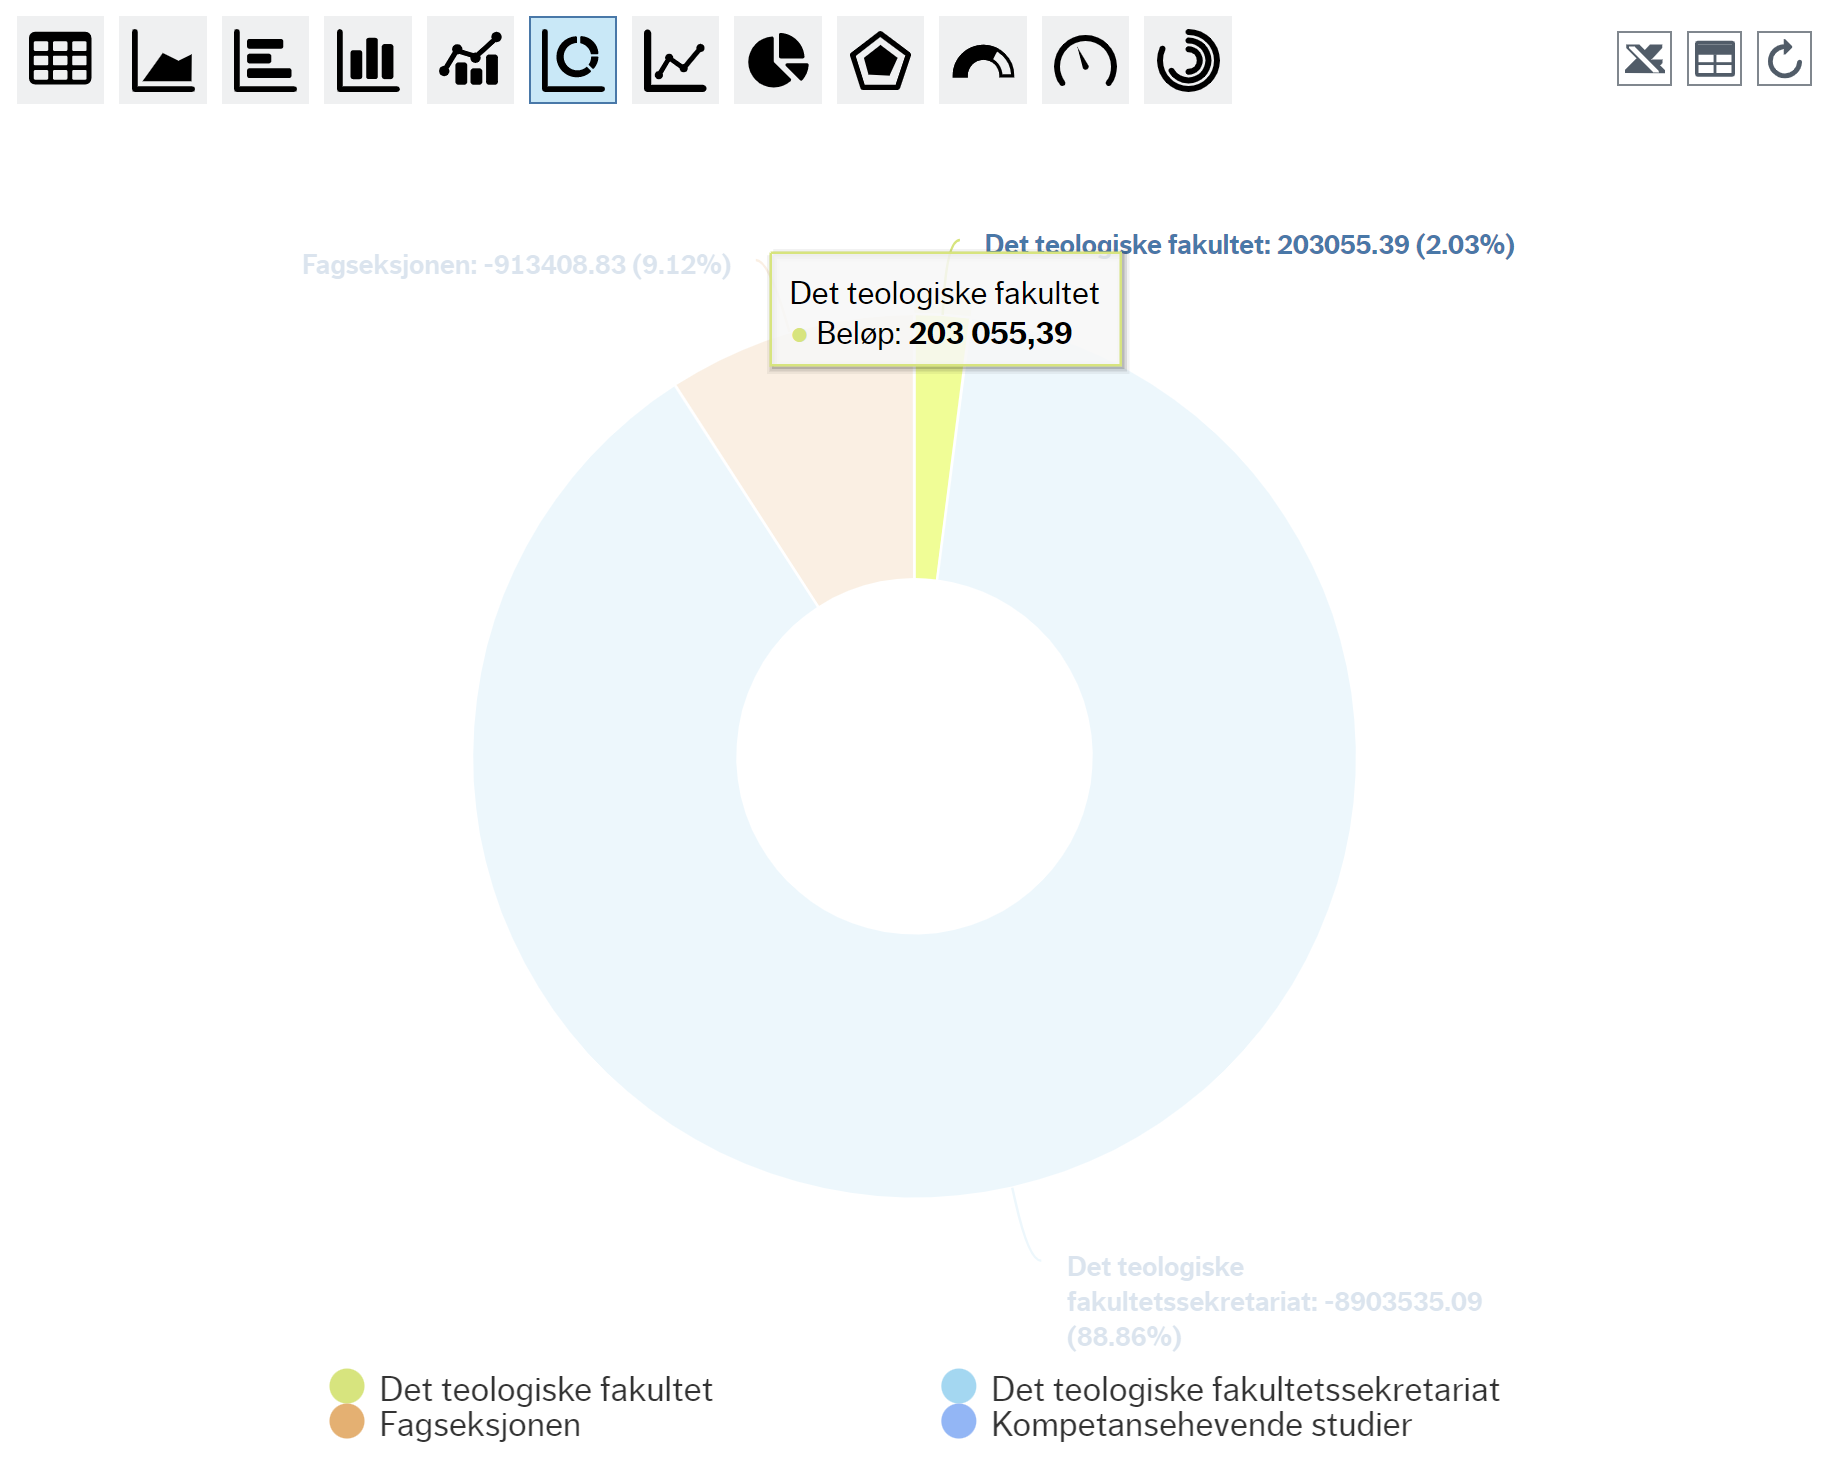 Fagseksjonen: -913408.83 (9.12%)
Det teologiske fakultet: 203055.39 (2.03%)
Det teologiske fakultet
Beløp: 203 055,39
Det teologiske
fakultetssekretariat: -8903535.09
(88.86%)
Det teologiske fakultet
Det teologiske fakultetssekretariat
Fagseksjonen
Kompetansehevende studier